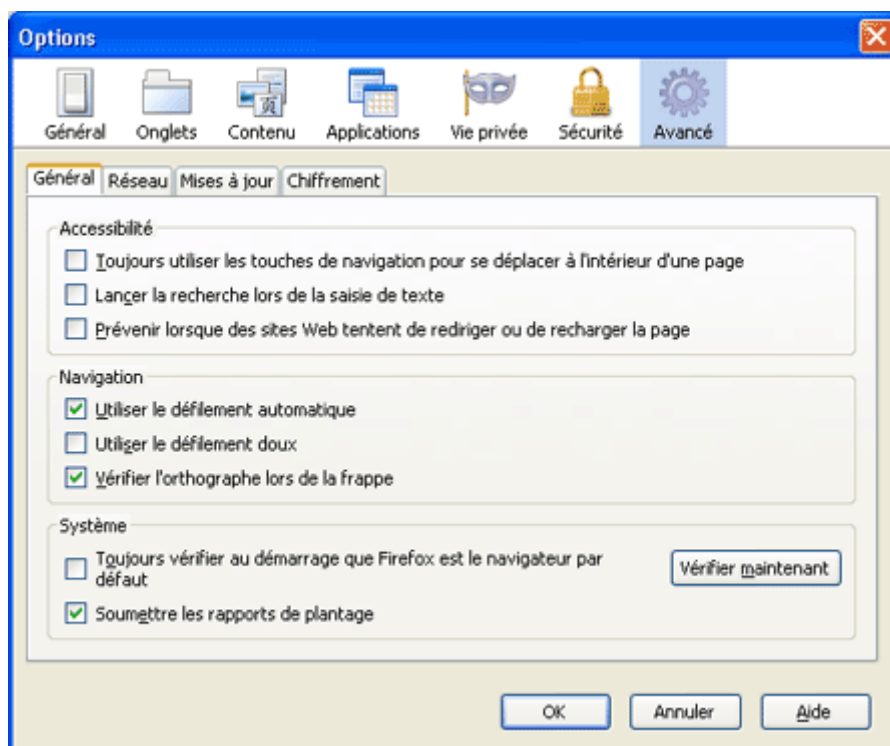 Options
Général Onglets Contenu Applications Vie privée Sécurité Avancé
Général Réseau Mises à jour Chiffrement
Accessibilité
Toujours utiliser les touches de navigation pour se déplacer à l'intérieur d'une page
Lancer la recherche lors de la saisie de texte
Prévenir lorsque des sites Web tentent de rediriger ou de recharger la page
Navigation
Utiliser le défilement automatique
Utiliser le défilement doux
Vérifier l'orthographe lors de la frappe
Système
Toujours vérifier au démarrage que Firefox est le navigateur par
défaut
Vérifier maintenant
Soumettre les rapports de plantage
OK Annuler Aide